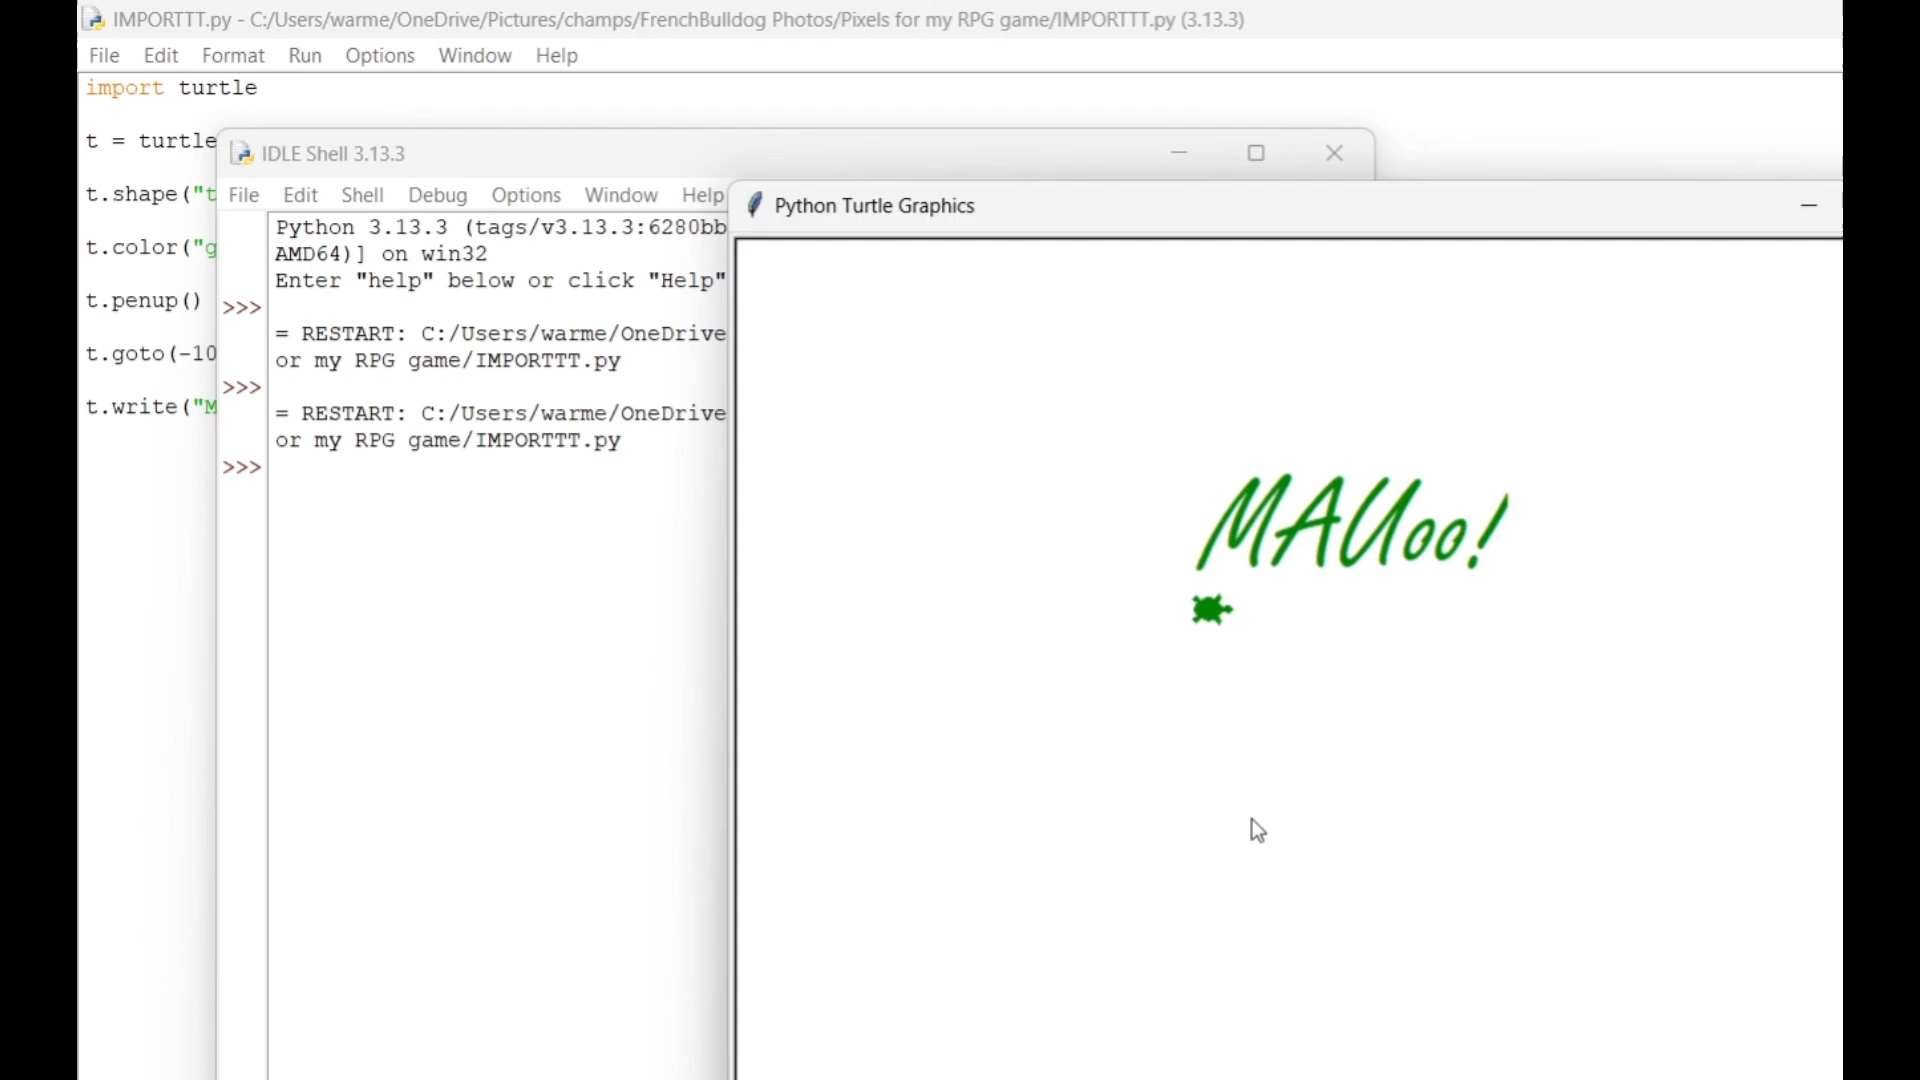 IMPORTTT.py - C:/Users/warme/OneDrive/Pictures/champs/FrenchBulldog Photos/Pixels for my RPG game/IMPORTTT.py (3.13.3)
File Edit Format Run Options Window Help
import turtle
t = turtle
t.shape("t
t.color("g
t.penup()
t.goto(-10
t.write("M
IDLE Shell 3.13.3
File Edit Shell Debug Options Window Help
Python 3.13.3 (tags/v3.13.3:6280bb
AMD64)] on win32
Enter "help" below or click "Help"
>>>
= RESTART: C:/Users/warme/OneDrive
or my RPG game/IMPORTTT.py
>>>
= RESTART: C:/Users/warme/OneDrive
or my RPG game/IMPORTTT.py
>>>
Python Turtle Graphics
MAUoo!